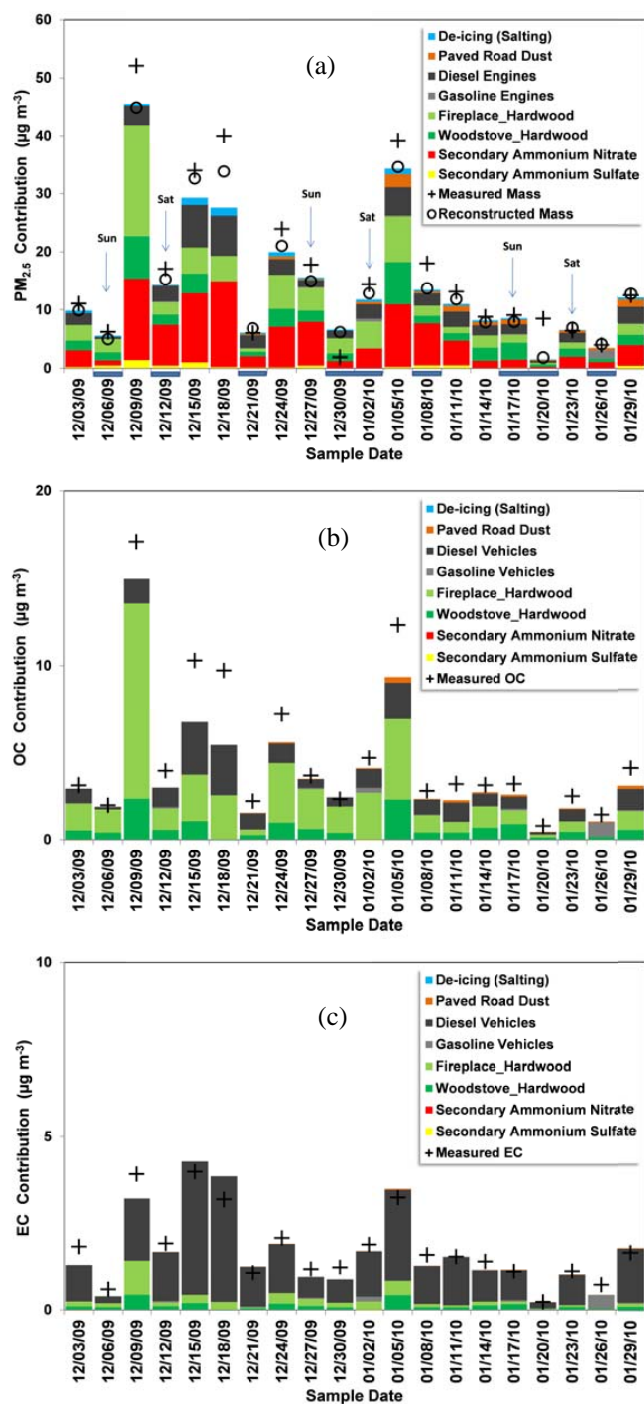 (a)
60
50
40
30
20
10
0
PM2.5 Contribution (µg m-3)
De-icing (Salting)
Paved Road Dust
Diesel Engines
Gasoline Engines
Fireplace_Hardwood
Woodstove_Hardwood
Secondary Ammonium Nitrate
Secondary Ammonium Sulfate
Measured Mass
Reconstructed Mass
Sun
Sat
Sun
Sat
Sun
Sat
12/03/09
12/06/09
12/09/09
12/12/09
12/15/09
12/18/09
12/21/09
12/24/09
12/27/09
12/30/09
01/02/10
01/05/10
01/08/10
01/11/10
01/14/10
01/17/10
01/20/10
01/23/10
01/26/10
01/29/10
Sample Date
(b)
20
10
0
OC Contribution (µg m-3)
De-icing (Salting)
Paved Road Dust
Diesel Vehicles
Gasoline Vehicles
Fireplace_Hardwood
Woodstove_Hardwood
Secondary Ammonium Nitrate
Secondary Ammonium Sulfate
Measured OC
12/03/09
12/06/09
12/09/09
12/12/09
12/15/09
12/18/09
12/21/09
12/24/09
12/27/09
12/30/09
01/02/10
01/05/10
01/08/10
01/11/10
01/14/10
01/17/10
01/20/10
01/23/10
01/26/10
01/29/10
Sample Date
(c)
10
5
0
EC Contribution (µg m-3)
De-icing (Salting)
Paved Road Dust
Diesel Vehicles
Gasoline Vehicles
Fireplace_Hardwood
Woodstove_Hardwood
Secondary Ammonium Nitrate
Secondary Ammonium Sulfate
Measured EC
12/03/09
12/06/09
12/09/09
12/12/09
12/15/09
12/18/09
12/21/09
12/24/09
12/27/09
12/30/09
01/02/10
01/05/10
01/08/10
01/11/10
01/14/10
01/17/10
01/20/10
01/23/10
01/26/10
01/29/10
Sample Date